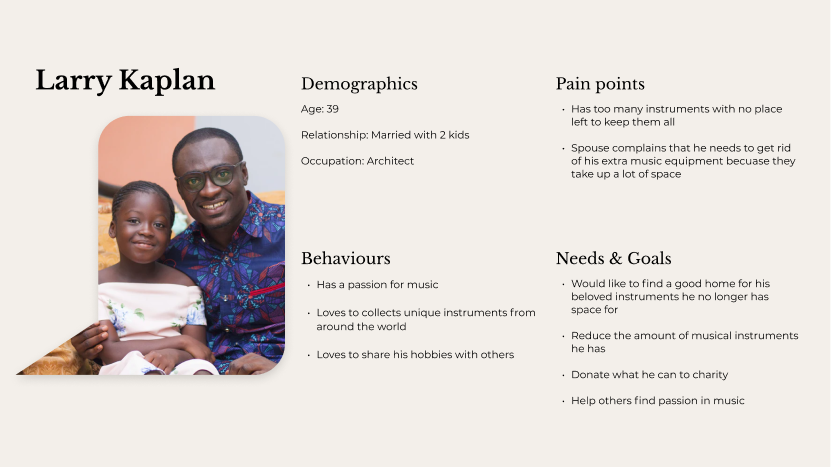 Larry Kaplan
Demographics
Age: 39
Relationship: Married with 2 kids
Occupation: Architect
Pain points
• Has too many instruments with no place
left to keep them all
• Spouse complains that he needs to get rid
of his extra music equipment becuase they
take up a lot of space
Behaviours
• Has a passion for music
• Loves to collects unique instruments from
around the world
• Loves to share his hobbies with others
Needs & Goals
• Would like to find a good home for his
beloved instruments he no longer has
space for
• Reduce the amount of musical instruments
he has
• Donate what he can to charity
• Help others find passion in music